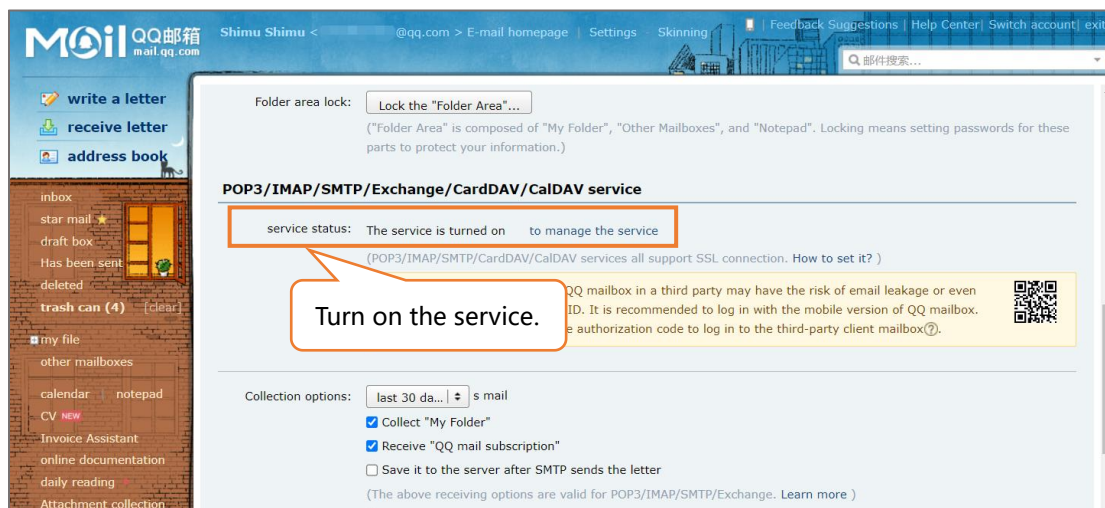 MOil QQ邮箱
mail.qq.com
Shimu Shimu < @qq.com > E-mail homepage | Settings - Skinning
| Feedback Suggestions | Help Center| Switch account| exit
邮件搜索...
write a letter
receive letter
address book
inbox
star mail
draft box
Has been sent
deleted
trash can (4) [clear]
my file
other mailboxes
calendar | notepad
CV NEW
Invoice Assistant
online documentation
daily reading
Attachment collection
Folder area lock: Lock the "Folder Area"...
("Folder Area" is composed of "My Folder", "Other Mailboxes", and "Notepad". Locking means setting passwords for these
parts to protect your information.)
POP3/IMAP/SMTP/Exchange/CardDAV/CalDAV service
service status: The service is turned on to manage the service
(POP3/IMAP/SMTP/CardDAV/CalDAV services all support SSL connection. How to set it? )
QQ mailbox in a third party may have the risk of email leakage or even
ID. It is recommended to log in with the mobile version of QQ mailbox.
authorization code to log in to the third-party client mailbox?.
Turn on the service.
Collection options: last 30 da... s mail
Collect "My Folder"
Receive "QQ mail subscription"
Save it to the server after SMTP sends the letter
(The above receiving options are valid for POP3/IMAP/SMTP/Exchange. Learn more )